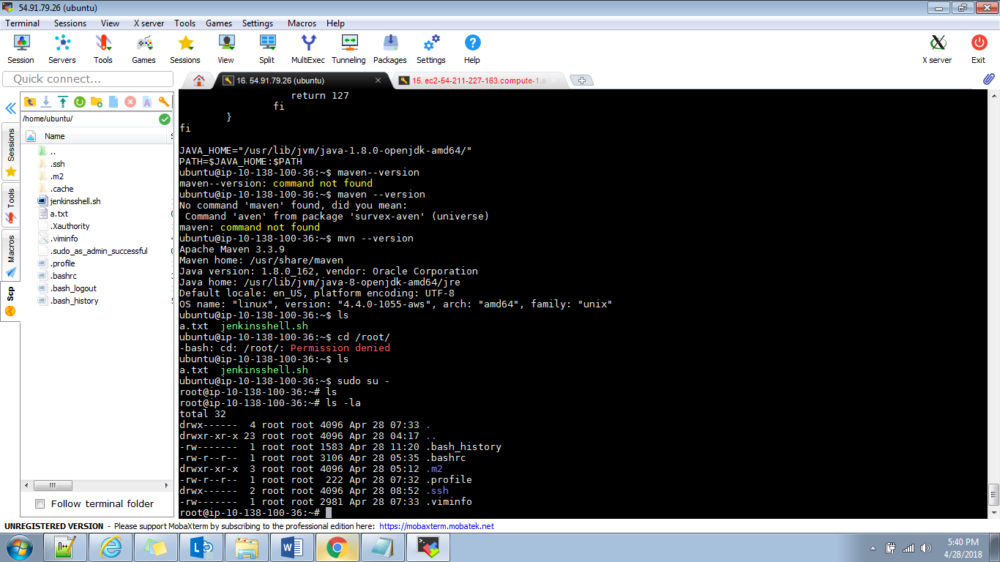 54.91.79.26 (ubuntu)
Terminal Sessions View X server Tools Games Settings Macros Help
Session Servers Tools Games Sessions View Split MultiExec Tunneling Packages Settings Help X server Exit
Quick connect...
16. 54.91.79.26 (ubuntu)
15. ec2-54-211-227-163.compute-1.
/home/ubuntu/
Name
..
.ssh
.m2
.cache
jenkinsshell.sh
a.txt
.Xauthority
.viminfo
.sudo_as_admin_successful
.profile
.bashrc
.bash_logout
.bash_history
Follow terminal folder
Sessions
Tools
Macros
Scp
return 127
fi
}
fi
JAVA_HOME="/usr/lib/jvm/java-1.8.0-openjdk-amd64/"
PATH=$JAVA_HOME:$PATH
ubuntu@ip-10-138-100-36:~$ maven--version
maven--version: command not found
ubuntu@ip-10-138-100-36:~$ maven --version
No command 'maven' found, did you mean:
Command 'aven' from package 'survex-aven' (universe)
maven: command not found
ubuntu@ip-10-138-100-36:~$ mvn --version
Apache Maven 3.3.9
Maven home: /usr/share/maven
Java version: 1.8.0_162, vendor: Oracle Corporation
Java home: /usr/lib/jvm/java-8-openjdk-amd64/jre
Default locale: en_US, platform encoding: UTF-8
OS name: "linux", version: "4.4.0-1055-aws", arch: "amd64", family: "unix"
ubuntu@ip-10-138-100-36:~$ ls
a.txt jenkinsshell.sh
ubuntu@ip-10-138-100-36:~$ cd /root/
-bash: cd: /root/: Permission denied
ubuntu@ip-10-138-100-36:~$ ls
a.txt jenkinsshell.sh
ubuntu@ip-10-138-100-36:~$ sudo su -
root@ip-10-138-100-36:~# ls
root@ip-10-138-100-36:~# ls -la
total 32
drwx------ 4 root root 4096 Apr 28 07:33 .
drwxr-xr-x 23 root root 4096 Apr 28 04:17 ..
-rw------- 1 root root 1583 Apr 28 11:20 .bash_history
-rw-r--r-- 1 root root 3106 Apr 28 05:35 .bashrc
drwxr-xr-x 3 root root 4096 Apr 28 05:12 .m2
-rw-r--r-- 1 root root 222 Apr 28 07:32 .profile
drwx------ 2 root root 4096 Apr 28 08:52 .ssh
-rw------- 1 root root 2981 Apr 28 07:33 .viminfo
root@ip-10-138-100-36:~#
UNREGISTERED VERSION - Please support MobaXterm by subscribing to the professional edition here: https://mobaxterm.mobatek.net
5:40 PM
4/28/2018